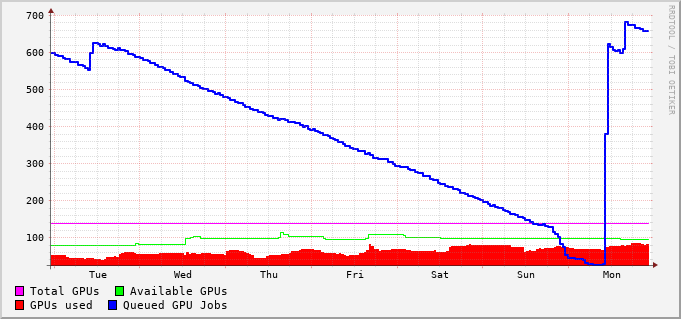 700
600
500
400
300
200
100
Tue Wed Thu Fri Sat Sun Mon
Total GPUs Available GPUs
GPUs used Queued GPU Jobs
RRDTOOL / TOBI OETIKER